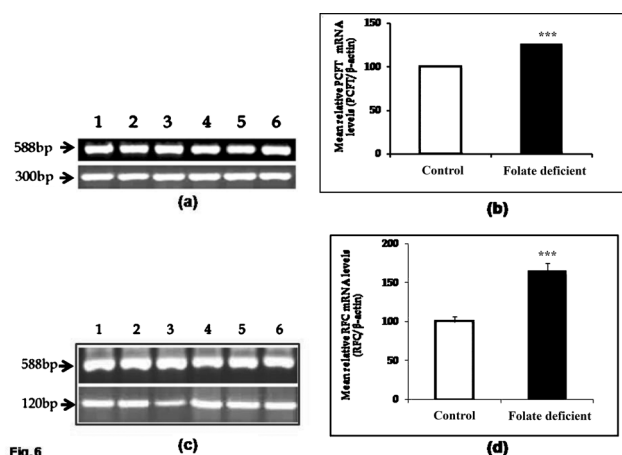 1 2 3 4 5 6
588bp
300bp
(a)
Mean relative PCFT mRNA
levels (PCFT/β-actin)
150
100
50
0
***
Control Folate deficient
(b)
1 2 3 4 5 6
588bp
120bp
(c)
Mean relative RFC mRNA levels
(RFC/β-actin)
200
150
100
50
0
***
Control Folate deficient
(d)
Fig.6